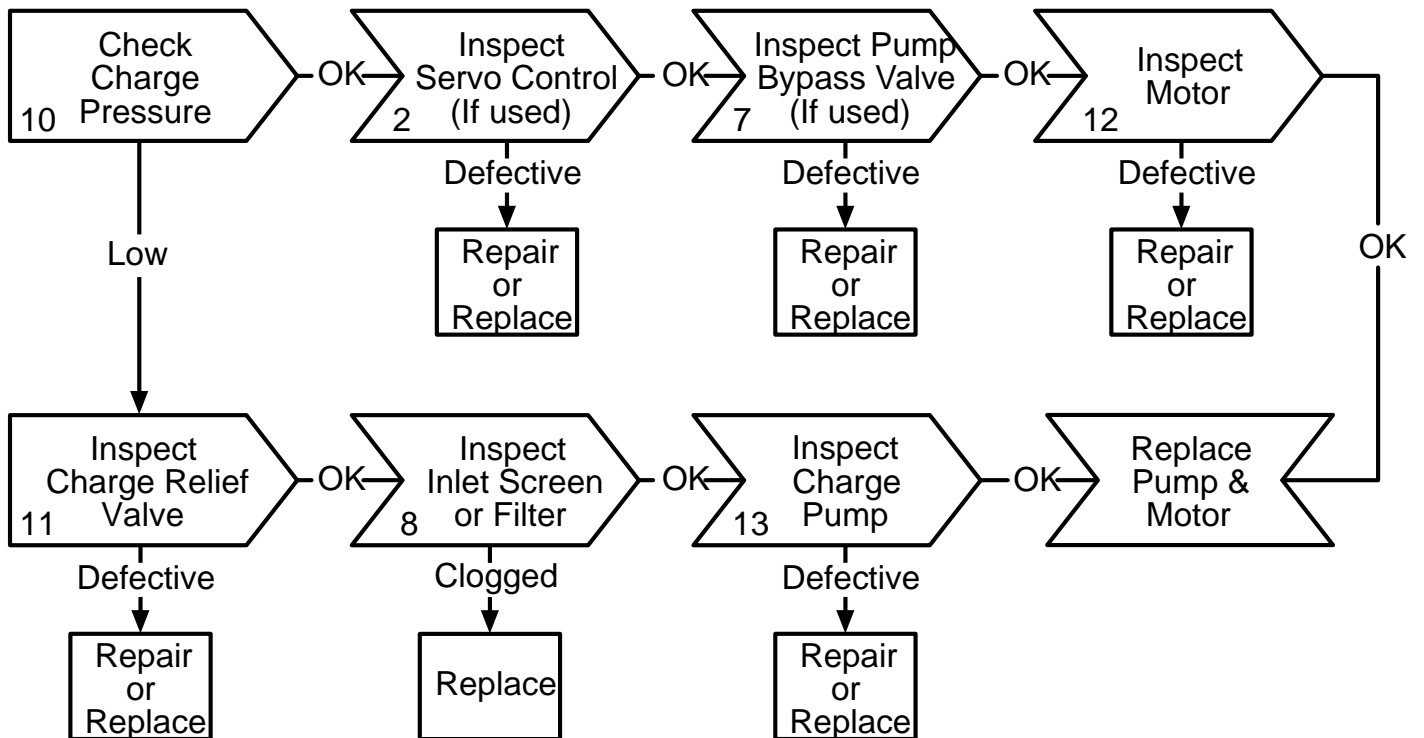 Check
Charge
Pressure
10
OK
Inspect
Servo Control
(If used)
2
OK
Inspect Pump
Bypass Valve
(If used)
7
OK
Inspect
Motor
12
Low
Defective
Repair
or
Replace
Defective
Repair
or
Replace
Defective
Repair
or
Replace
OK
Inspect
Charge Relief
Valve
11
OK
Inspect
Inlet Screen
or Filter
8
OK
Inspect
Charge
Pump
13
OK
Replace
Pump &
Motor
Defective
Repair
or
Replace
Clogged
Replace
Defective
Repair
or
Replace